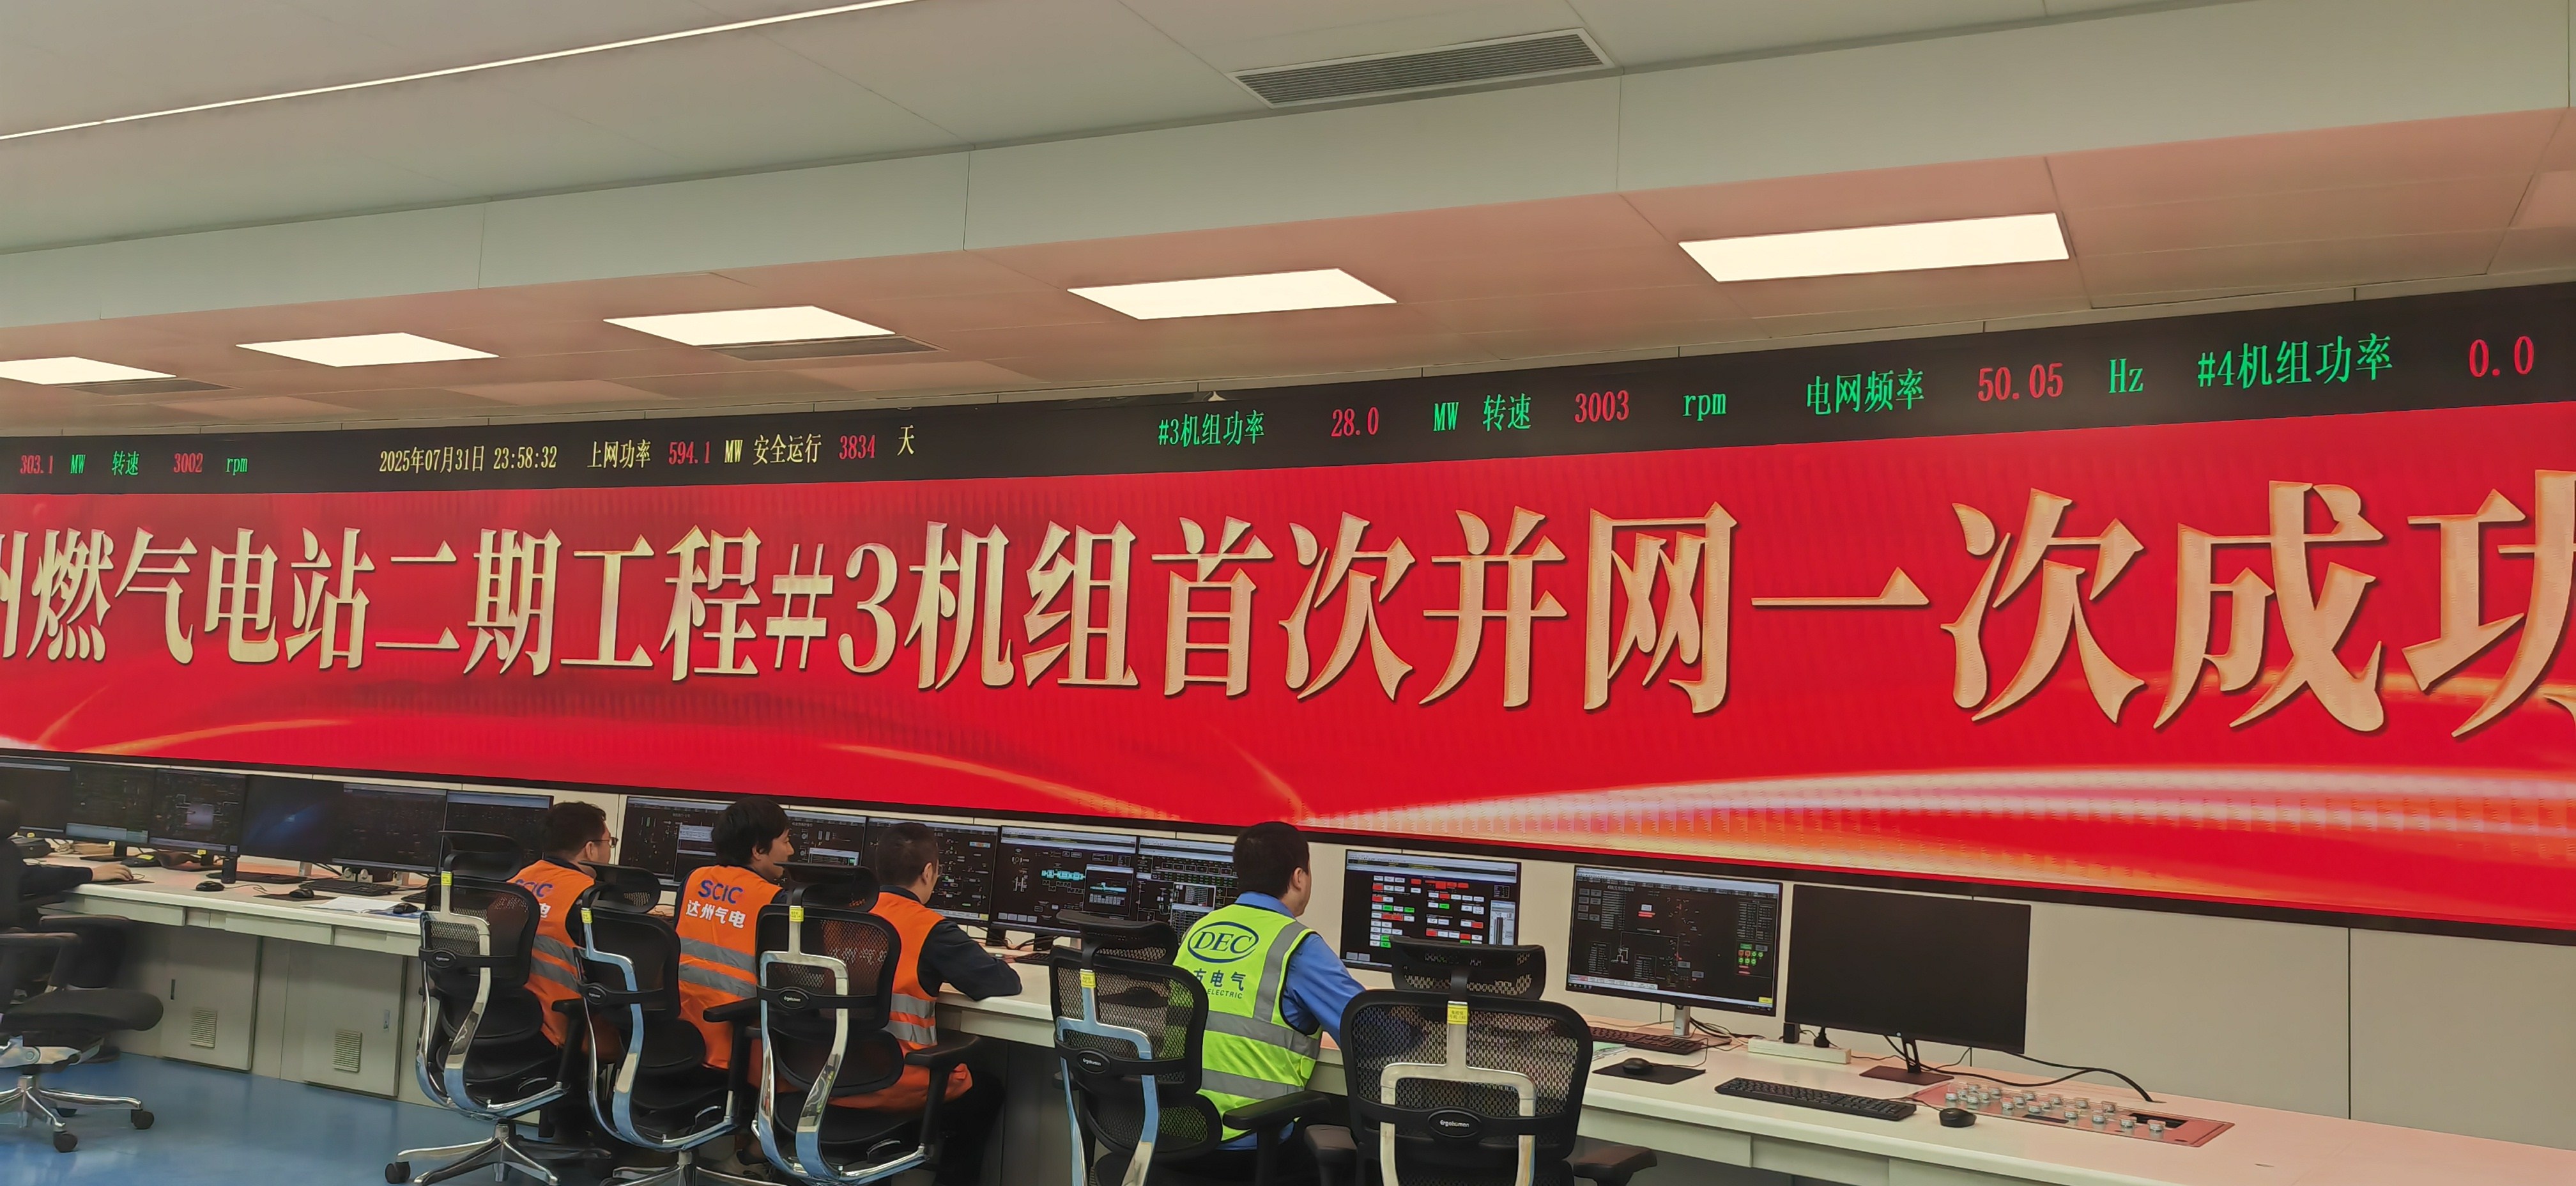 303.1 MW 转速 3002 rpm 2025年07月31日 23:58:32 上网功率 594.1 MW 安全运行 3834 天 #3机组功率 28.0 MW 转速 3003 rpm 电网频率 50.05 Hz #4机组功率 0.0
州燃气电站二期工程#3机组首次并网一次成功
SCIC
电
SCIC
达州气电
DEC
方电气
ELECTRIC
Ergohuman